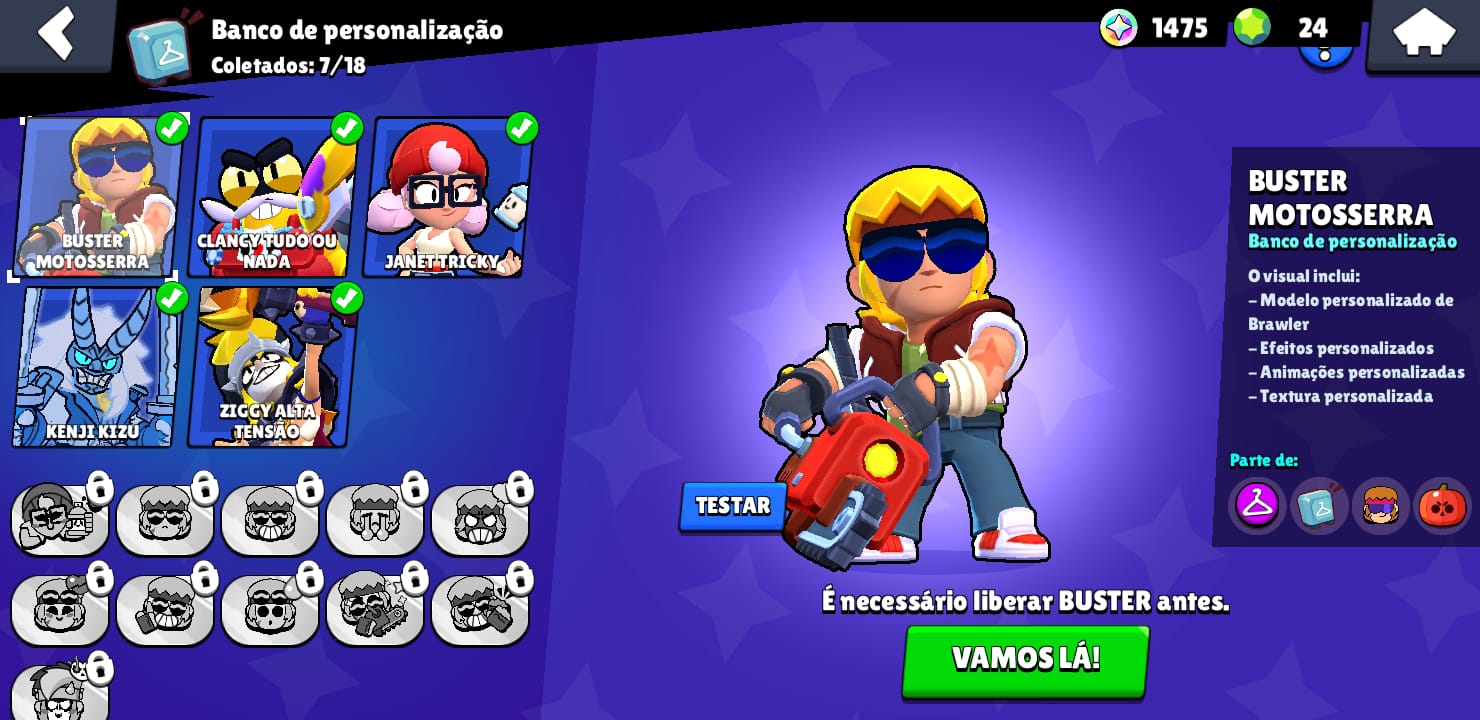 Banco de personalização
Coletados: 7/18
1475
24
BUSTER
MOTOSSERRA
CLANCY TUDO OU
NADA
JANET TRICKY
KENJI KIZŪ
ZIGGY ALTA
TENSÃO
TESTAR
É necessário liberar BUSTER antes.
VAMOS LÁ!
BUSTER
MOTOSSERRA
Banco de personalização
O visual inclui:
- Modelo personalizado de
Brawler
- Efeitos personalizados
- Animações personalizadas
- Textura personalizada
Parte de: